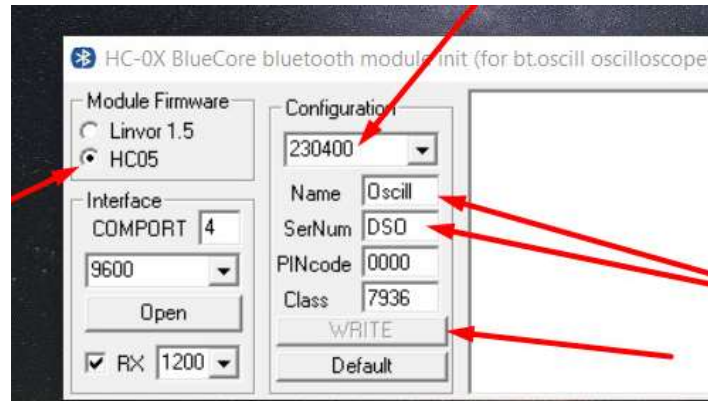 HC-0X BlueCore bluetooth module init (for bt.oscill oscilloscope
Module Firmware
Linvor 1.5
HC05
Interface
COMPORT 4
9600
Open
RX 1200
Configuration
230400
Name Oscill
SerNum DSO
PINcode 0000
Class 7936
WRITE
Default